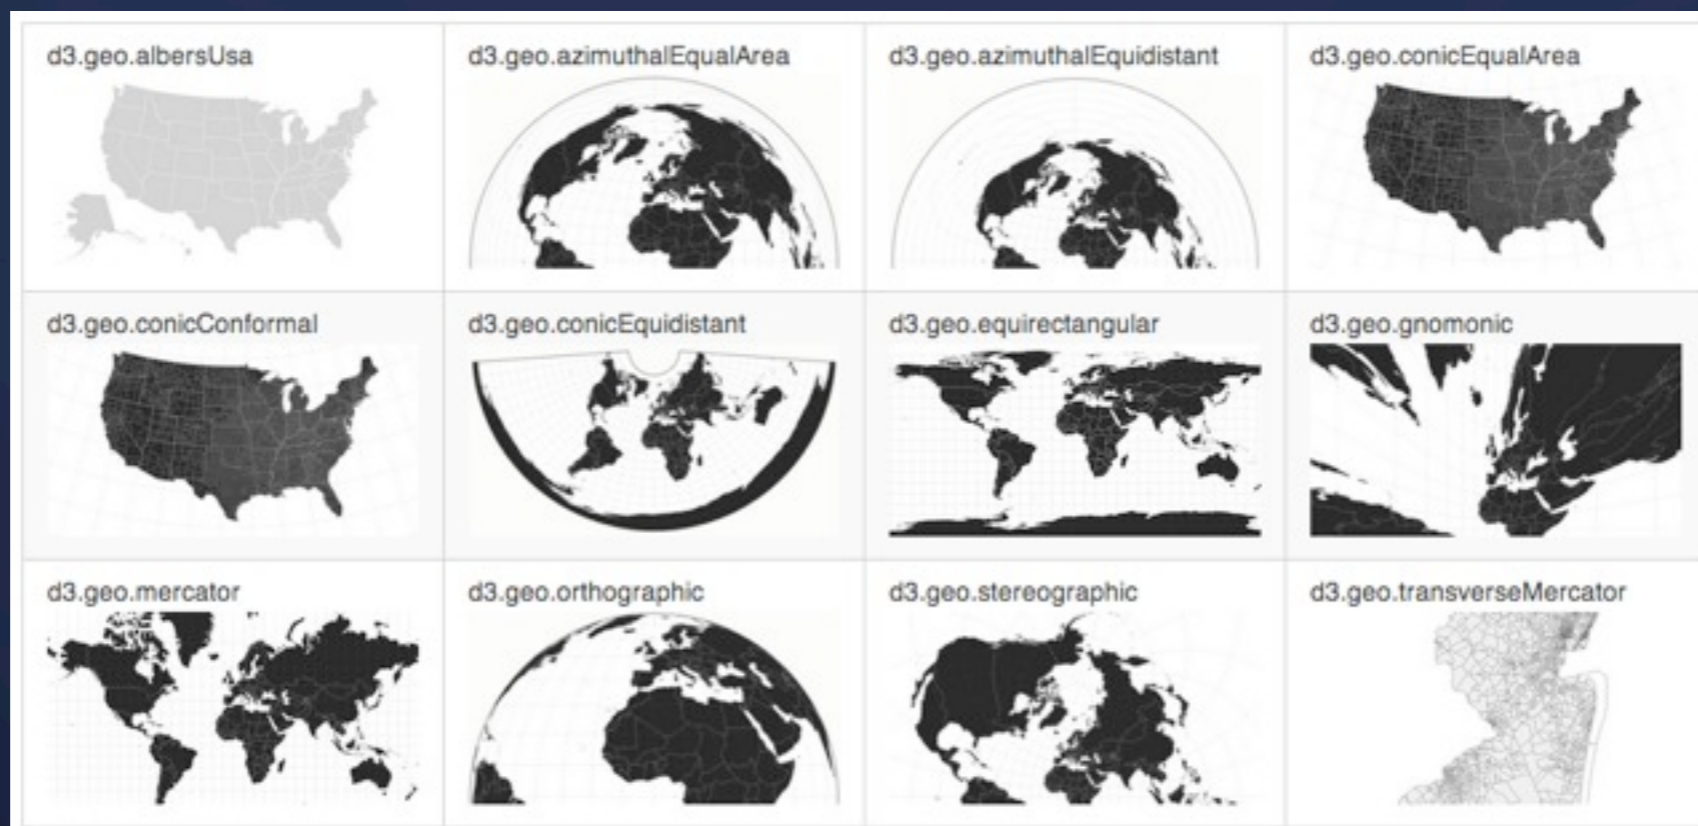 d3.geo.albersUsa
d3.geo.azimuthalEqualArea
d3.geo.azimuthalEquidistant
d3.geo.conicEqualArea
d3.geo.conicConformal
d3.geo.conicEquidistant
d3.geo.equirectangular
d3.geo.gnomonic
d3.geo.mercator
d3.geo.orthographic
d3.geo.stereographic
d3.geo.transverseMercator